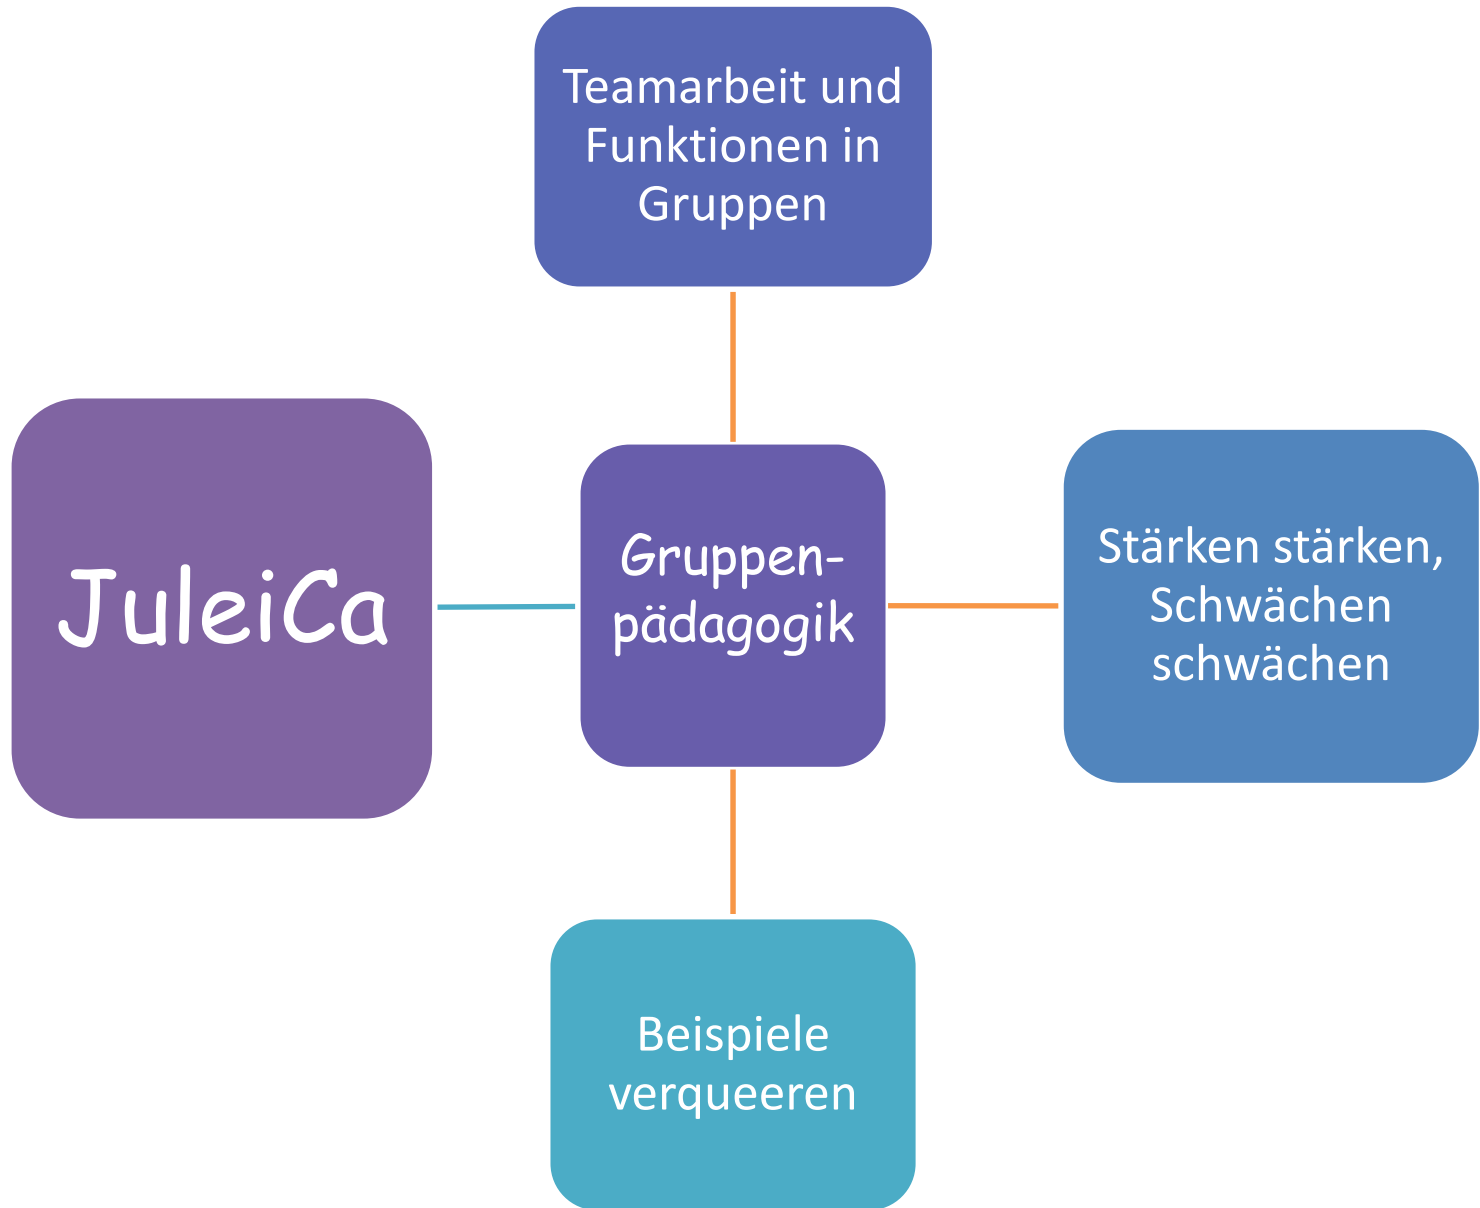 Teamarbeit und
Funktionen in
Gruppen
JuleiCa
Gruppen-
pädagogik
Stärken stärken,
Schwächen
schwächen
Beispiele
verqueeren